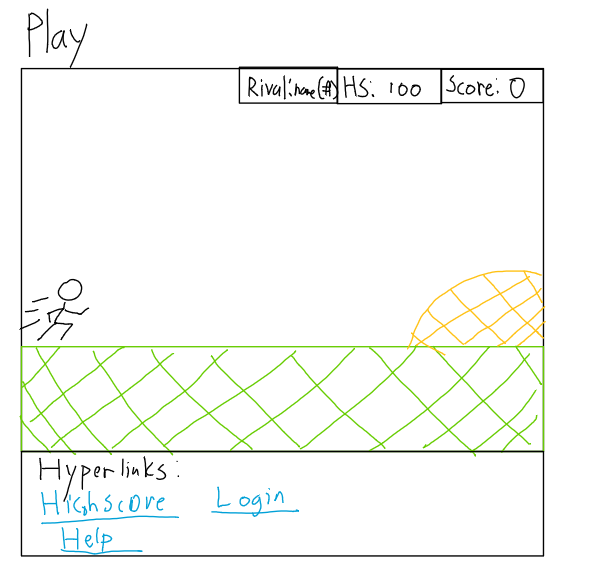 Play
Rival:name(#) HS: 100 Score: 0
Hyperlinks:
Highscore Login
Help